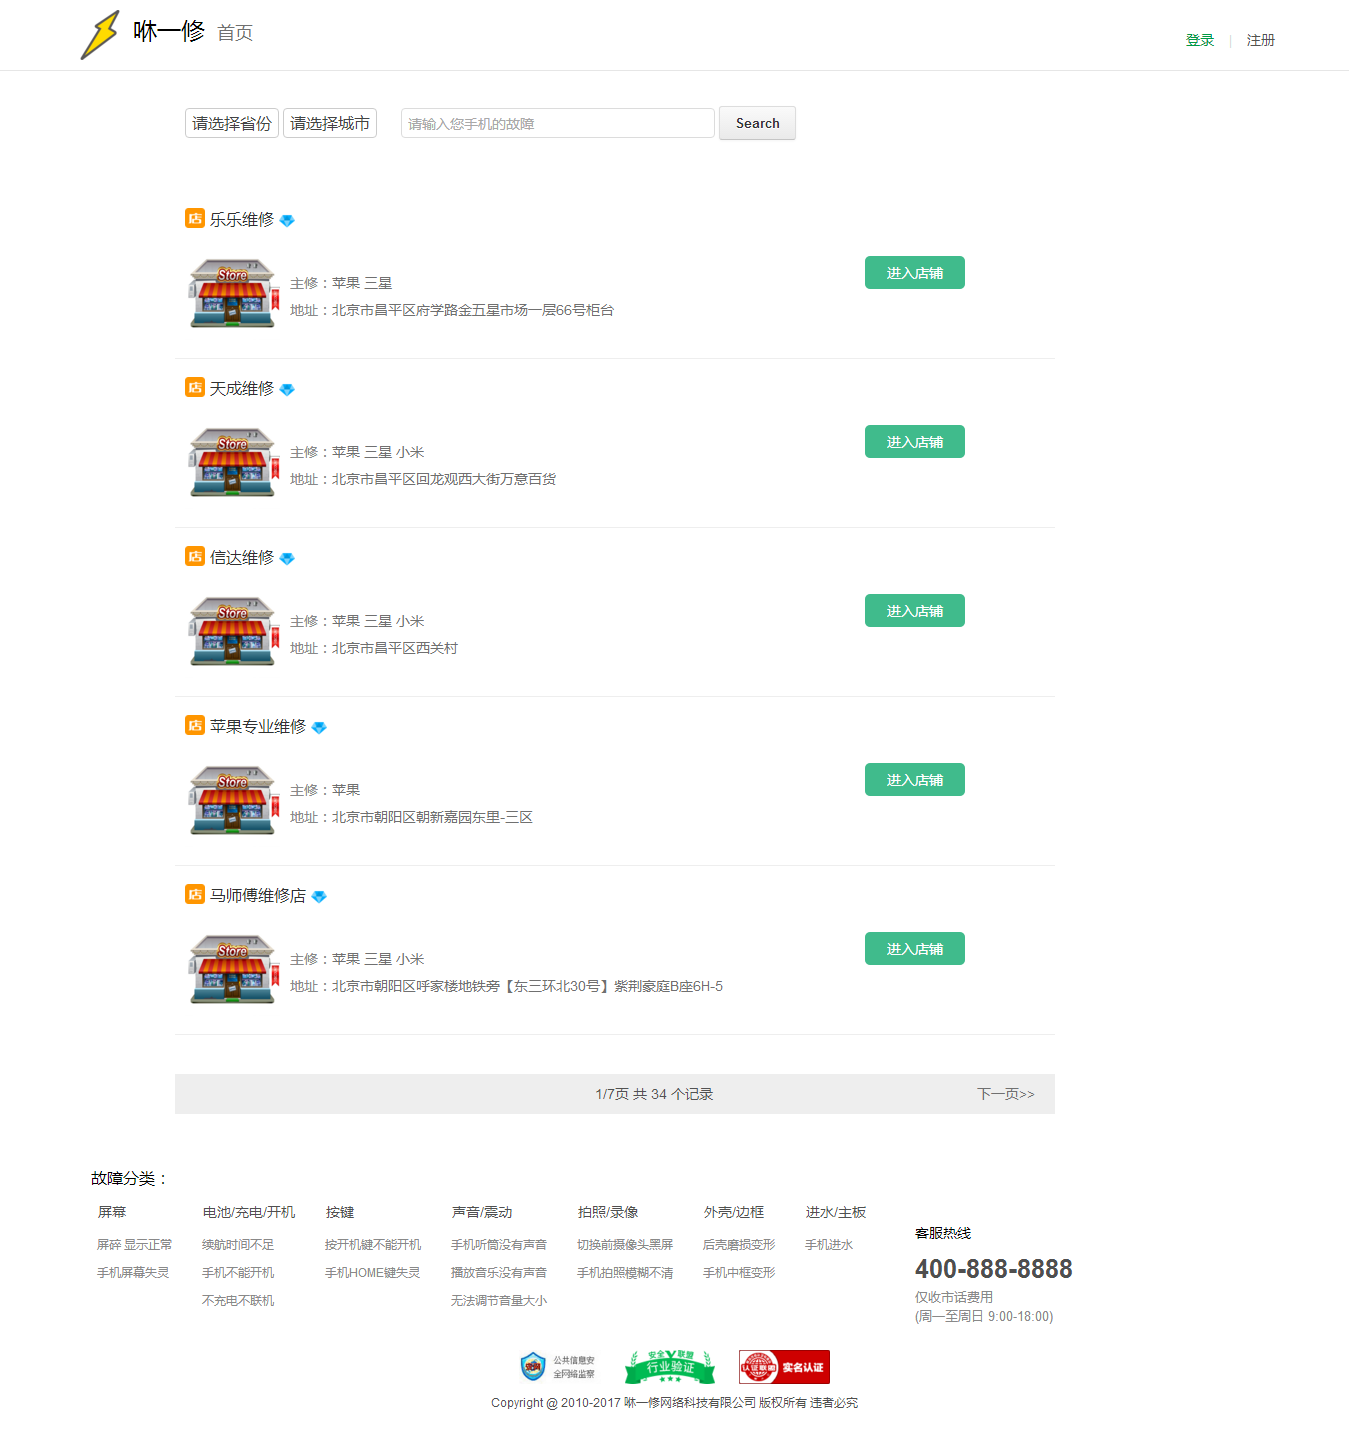 咻一修 首页
登录 | 注册
请选择省份 请选择城市 请输入您手机的故障 Search
店 乐乐维修
Store
主修：苹果 三星
地址：北京市昌平区府学路金五星市场一层66号柜台
进入店铺
店 天成维修
Store
主修：苹果 三星 小米
地址：北京市昌平区回龙观西大街万意百货
进入店铺
店 信达维修
Store
主修：苹果 三星 小米
地址：北京市昌平区西关村
进入店铺
店 苹果专业维修
Store
主修：苹果
地址：北京市朝阳区朝新嘉园东里-三区
进入店铺
店 马师傅维修店
Store
主修：苹果 三星 小米
地址：北京市朝阳区呼家楼地铁旁【东三环北30号】紫荆豪庭B座6H-5
进入店铺
1/7页 共 34 个记录 下一页>>
故障分类：
屏幕 电池/充电/开机 按键 声音/震动 拍照/录像 外壳/边框 进水/主板
屏碎 显示正常 续航时间不足 按开机键不能开机 手机听筒没有声音 切换前摄像头黑屏 后壳磨损变形 手机进水
手机屏幕失灵 手机不能开机 手机HOME键失灵 播放音乐没有声音 手机拍照模糊不清 手机中框变形
不充电不联机 无法调节音量大小
客服热线
400-888-8888
仅收市话费用
(周一至周日 9:00-18:00)
公共信息安
全网络监察
安全联盟
行业验证
认证联盟
实名认证
Copyright @ 2010-2017 咻一修网络科技有限公司 版权所有 违者必究